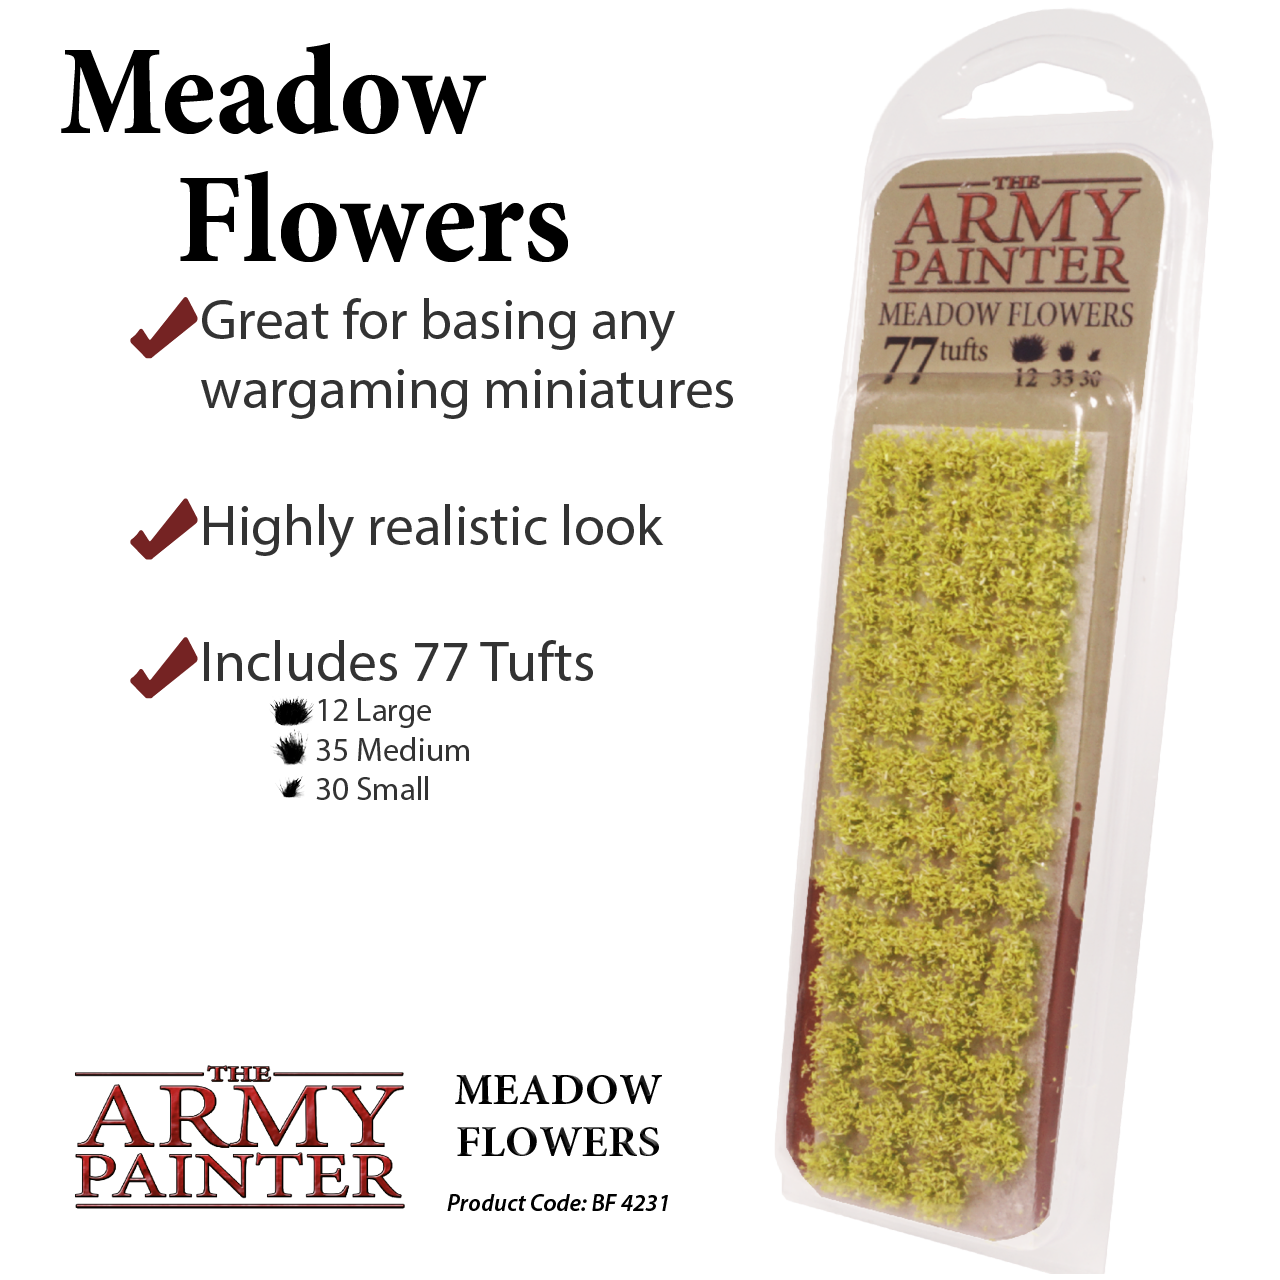 Meadow
Flowers
Great for basing any
wargaming miniatures
Highly realistic look
Includes 77 Tufts
12 Large
35 Medium
30 Small
THE
ARMY
PAINTER
MEADOW
FLOWERS
Product Code: BF 4231
THE
ARMY
PAINTER
MEADOW FLOWERS
77 tufts
12 35 30